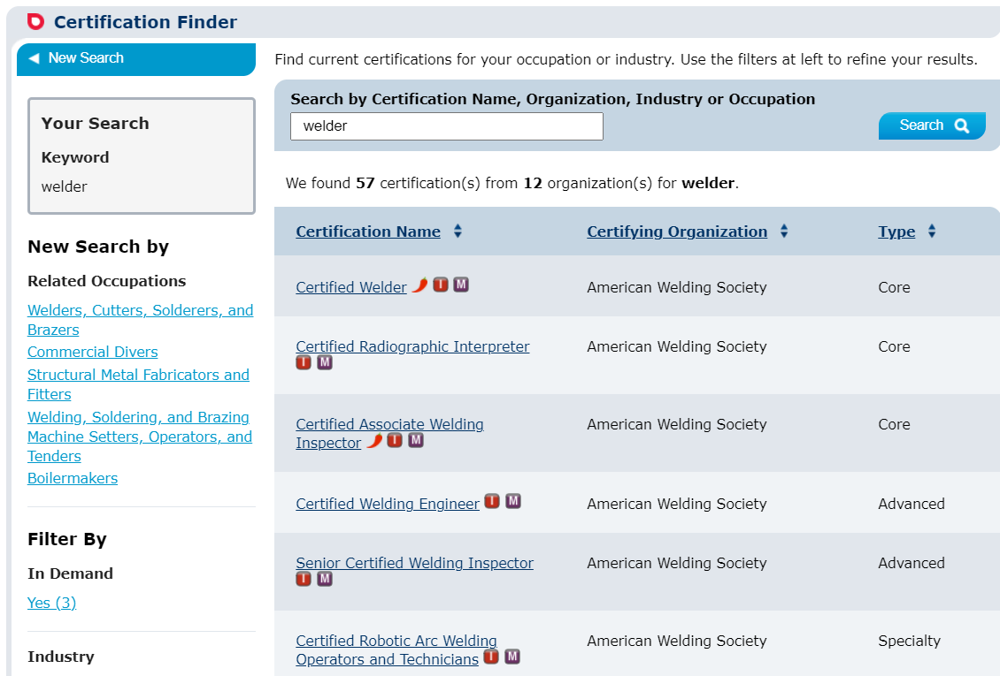 Certification Finder
New Search
Your Search
Keyword
welder
New Search by
Related Occupations
Welders, Cutters, Solderers, and
Brazers
Commercial Divers
Structural Metal Fabricators and
Fitters
Welding, Soldering, and Brazing
Machine Setters, Operators, and
Tenders
Boilermakers
Filter By
In Demand
Yes (3)
Industry
Find current certifications for your occupation or industry. Use the filters at left to refine your results.
Search by Certification Name, Organization, Industry or Occupation
welder
Search
We found 57 certification(s) from 12 organization(s) for welder.
Certification Name Certifying Organization Type
Certified Welder T M American Welding Society Core
Certified Radiographic Interpreter American Welding Society Core
T M
Certified Associate Welding American Welding Society Core
Inspector T M
Certified Welding Engineer T M American Welding Society Advanced
Senior Certified Welding Inspector American Welding Society Advanced
T M
Certified Robotic Arc Welding American Welding Society Specialty
Operators and Technicians T M